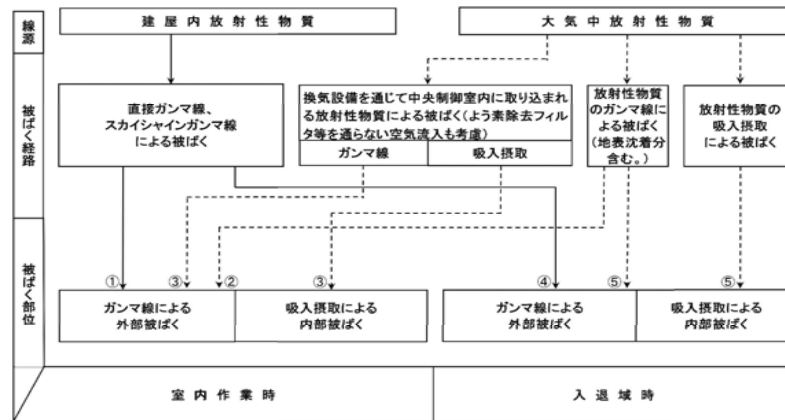 線源
建屋内放射性物質
大気中放射性物質
被ばく経路
直接ガンマ線、
スカイシャインガンマ線
による被ばく
換気設備を通じて中央制御室内に取り込まれ
る放射性物質による被ばく(よう素除去フィル
タ等を通らない空気流入も考慮)
ガンマ線
吸入摂取
放射性物質
のガンマ線に
よる被ばく
(地表沈着分
含む。)
放射性物質の
吸入摂取
による被ばく
被ばく部位
①
③
②
③
④
⑤
⑤
ガンマ線による
外部被ばく
吸入摂取による
内部被ばく
ガンマ線による
外部被ばく
吸入摂取による
内部被ばく
室内作業時
入退域時